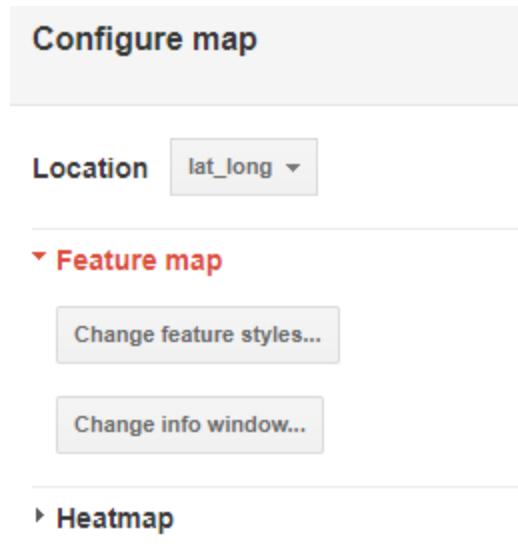 Configure map
Location lat_long
Feature map
Change feature styles...
Change info window...
Heatmap